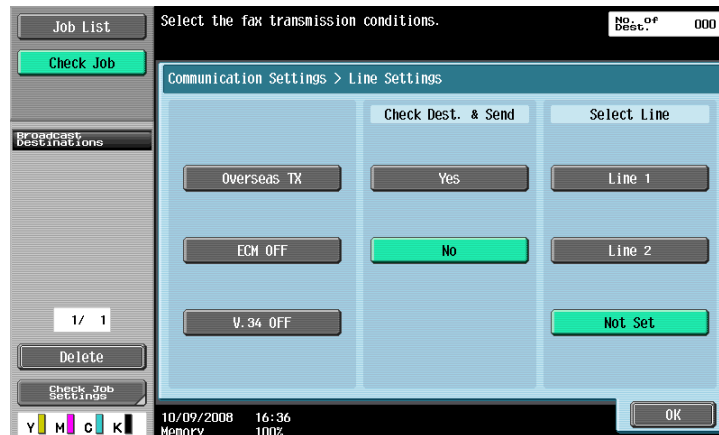 Job List
Check Job
Broadcast
Destinations
1/ 1
Delete
Check Job
Settings
Y M C K
Select the fax transmission conditions.
No. of
Dest.
000
Communication Settings > Line Settings
Check Dest. & Send
Select Line
Overseas TX
Yes
Line 1
ECM OFF
No
Line 2
V.34 OFF
Not Set
10/09/2008 16:36
Memory 100%
OK